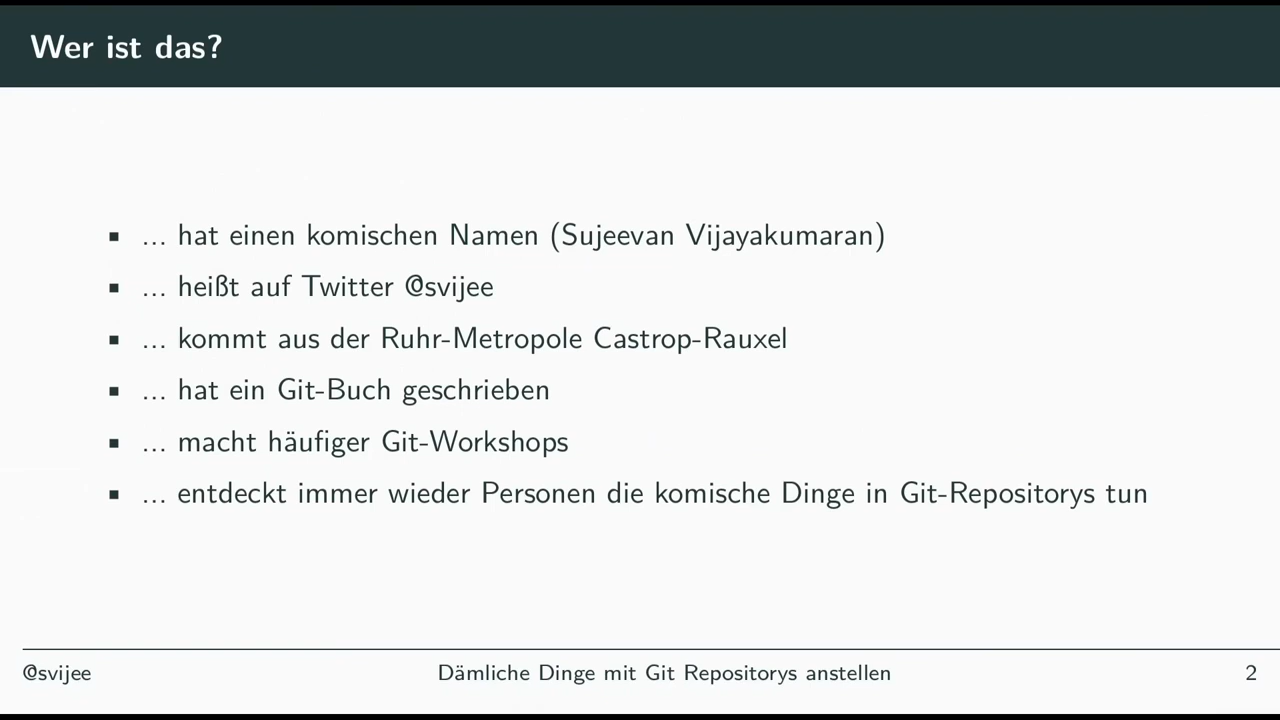 Wer ist das?
▪ ... hat einen komischen Namen (Sujeevan Vijayakumaran)
▪ ... heißt auf Twitter @svijee
▪ ... kommt aus der Ruhr-Metropole Castrop-Rauxel
▪ ... hat ein Git-Buch geschrieben
▪ ... macht häufiger Git-Workshops
▪ ... entdeckt immer wieder Personen die komische Dinge in Git-Repositorys tun
@svijee
Dämliche Dinge mit Git Repositorys anstellen
2